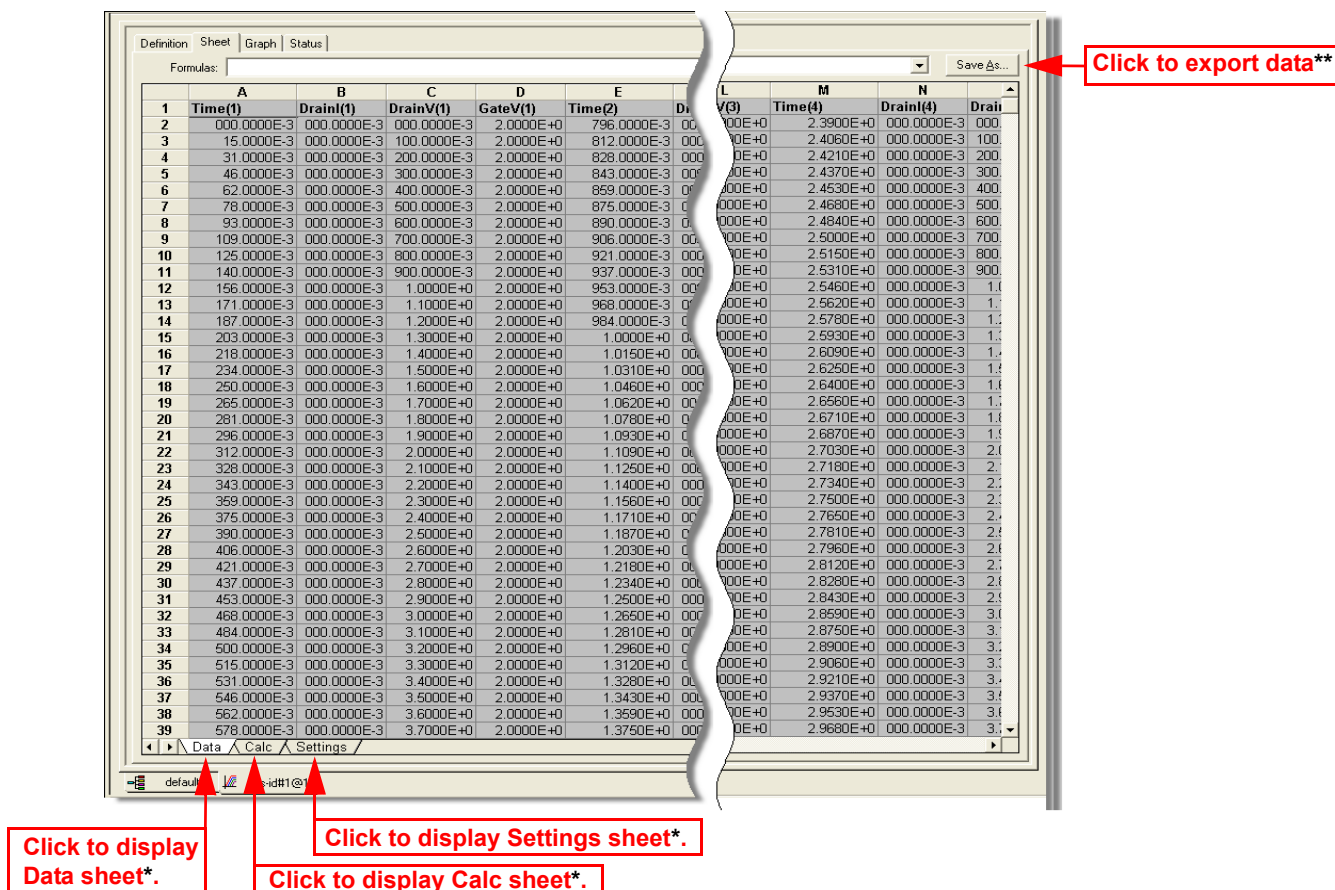 Definition Sheet Graph Status
Formulas: Save As...
Click to export data**
A B C D E L M N
1 Time(1) DrainI(1) DrainV(1) GateV(1) Time(2) Time(4) DrainI(4)
2 000.0000E-3 000.0000E-3 000.0000E-3 2.0000E+0 796.0000E-3 2.3900E+0 000.0000E-3
3 15.0000E-3 000.0000E-3 100.0000E-3 2.0000E+0 812.0000E-3 2.4060E+0 000.0000E-3
4 31.0000E-3 000.0000E-3 200.0000E-3 2.0000E+0 828.0000E-3 2.4210E+0 000.0000E-3
5 46.0000E-3 000.0000E-3 300.0000E-3 2.0000E+0 843.0000E-3 2.4370E+0 000.0000E-3
6 62.0000E-3 000.0000E-3 400.0000E-3 2.0000E+0 859.0000E-3 2.4530E+0 000.0000E-3
7 78.0000E-3 000.0000E-3 500.0000E-3 2.0000E+0 875.0000E-3 2.4680E+0 000.0000E-3
8 93.0000E-3 000.0000E-3 600.0000E-3 2.0000E+0 890.0000E-3 2.4840E+0 000.0000E-3
9 109.0000E-3 000.0000E-3 700.0000E-3 2.0000E+0 906.0000E-3 2.5000E+0 000.0000E-3
10 125.0000E-3 000.0000E-3 800.0000E-3 2.0000E+0 921.0000E-3 2.5150E+0 000.0000E-3
11 140.0000E-3 000.0000E-3 900.0000E-3 2.0000E+0 937.0000E-3 2.5310E+0 000.0000E-3
12 156.0000E-3 000.0000E-3 1.0000E+0 2.0000E+0 953.0000E-3 2.5460E+0 000.0000E-3
13 171.0000E-3 000.0000E-3 1.1000E+0 2.0000E+0 968.0000E-3 2.5620E+0 000.0000E-3
14 187.0000E-3 000.0000E-3 1.2000E+0 2.0000E+0 984.0000E-3 2.5780E+0 000.0000E-3
15 203.0000E-3 000.0000E-3 1.3000E+0 2.0000E+0 1.0000E+0 2.5930E+0 000.0000E-3
16 218.0000E-3 000.0000E-3 1.4000E+0 2.0000E+0 1.0150E+0 2.6090E+0 000.0000E-3
17 234.0000E-3 000.0000E-3 1.5000E+0 2.0000E+0 1.0310E+0 2.6250E+0 000.0000E-3
18 250.0000E-3 000.0000E-3 1.6000E+0 2.0000E+0 1.0460E+0 2.6400E+0 000.0000E-3
19 265.0000E-3 000.0000E-3 1.7000E+0 2.0000E+0 1.0620E+0 2.6560E+0 000.0000E-3
20 281.0000E-3 000.0000E-3 1.8000E+0 2.0000E+0 1.0780E+0 2.6710E+0 000.0000E-3
21 296.0000E-3 000.0000E-3 1.9000E+0 2.0000E+0 1.0930E+0 2.6870E+0 000.0000E-3
22 312.0000E-3 000.0000E-3 2.0000E+0 2.0000E+0 1.1090E+0 2.7030E+0 000.0000E-3
23 328.0000E-3 000.0000E-3 2.1000E+0 2.0000E+0 1.1250E+0 2.7180E+0 000.0000E-3
24 343.0000E-3 000.0000E-3 2.2000E+0 2.0000E+0 1.1400E+0 2.7340E+0 000.0000E-3
25 359.0000E-3 000.0000E-3 2.3000E+0 2.0000E+0 1.1560E+0 2.7500E+0 000.0000E-3
26 375.0000E-3 000.0000E-3 2.4000E+0 2.0000E+0 1.1710E+0 2.7650E+0 000.0000E-3
27 390.0000E-3 000.0000E-3 2.5000E+0 2.0000E+0 1.1870E+0 2.7810E+0 000.0000E-3
28 406.0000E-3 000.0000E-3 2.6000E+0 2.0000E+0 1.2030E+0 2.7960E+0 000.0000E-3
29 421.0000E-3 000.0000E-3 2.7000E+0 2.0000E+0 1.2180E+0 2.8120E+0 000.0000E-3
30 437.0000E-3 000.0000E-3 2.8000E+0 2.0000E+0 1.2340E+0 2.8280E+0 000.0000E-3
31 453.0000E-3 000.0000E-3 2.9000E+0 2.0000E+0 1.2500E+0 2.8430E+0 000.0000E-3
32 468.0000E-3 000.0000E-3 3.0000E+0 2.0000E+0 1.2650E+0 2.8590E+0 000.0000E-3
33 484.0000E-3 000.0000E-3 3.1000E+0 2.0000E+0 1.2810E+0 2.8750E+0 000.0000E-3
34 500.0000E-3 000.0000E-3 3.2000E+0 2.0000E+0 1.2960E+0 2.8900E+0 000.0000E-3
35 515.0000E-3 000.0000E-3 3.3000E+0 2.0000E+0 1.3120E+0 2.9060E+0 000.0000E-3
36 531.0000E-3 000.0000E-3 3.4000E+0 2.0000E+0 1.3280E+0 2.9210E+0 000.0000E-3
37 546.0000E-3 000.0000E-3 3.5000E+0 2.0000E+0 1.3430E+0 2.9370E+0 000.0000E-3
38 562.0000E-3 000.0000E-3 3.6000E+0 2.0000E+0 1.3590E+0 2.9530E+0 000.0000E-3
39 578.0000E-3 000.0000E-3 3.7000E+0 2.0000E+0 1.3750E+0 2.9680E+0 000.0000E-3
Data Calc Settings
Click to display Settings sheet*.
Click to display
Data sheet*.
Click to display Calc sheet*.